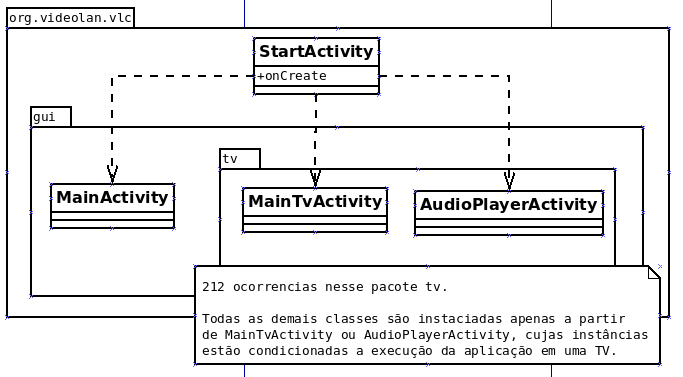 org.videolan.vlc
StartActivity
+onCreate
gui
tv
MainActivity
MainTvActivity
AudioPlayerActivity
212 ocorrencias nesse pacote tv.
Todas as demais classes são instaciadas apenas a partir
de MainTvActivity ou AudioPlayerActivity, cujas instâncias
estão condicionadas a execução da aplicação em uma TV.